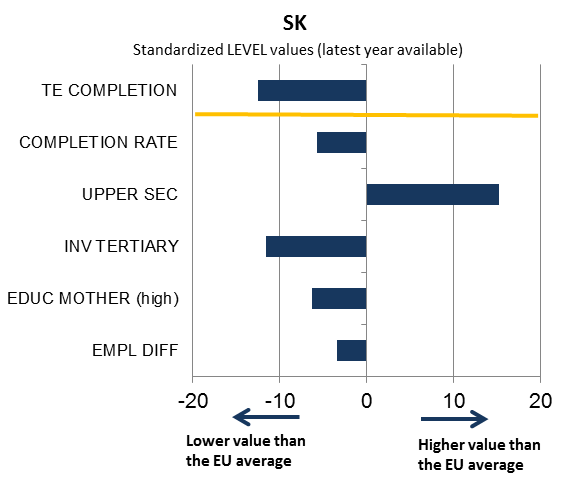 SK
Standardized LEVEL values (latest year available)
TE COMPLETION
COMPLETION RATE
UPPER SEC
INV TERTIARY
EDUC MOTHER (high)
EMPL DIFF
-20 -10 0 10 20
Lower value than
the EU average
Higher value than
the EU average